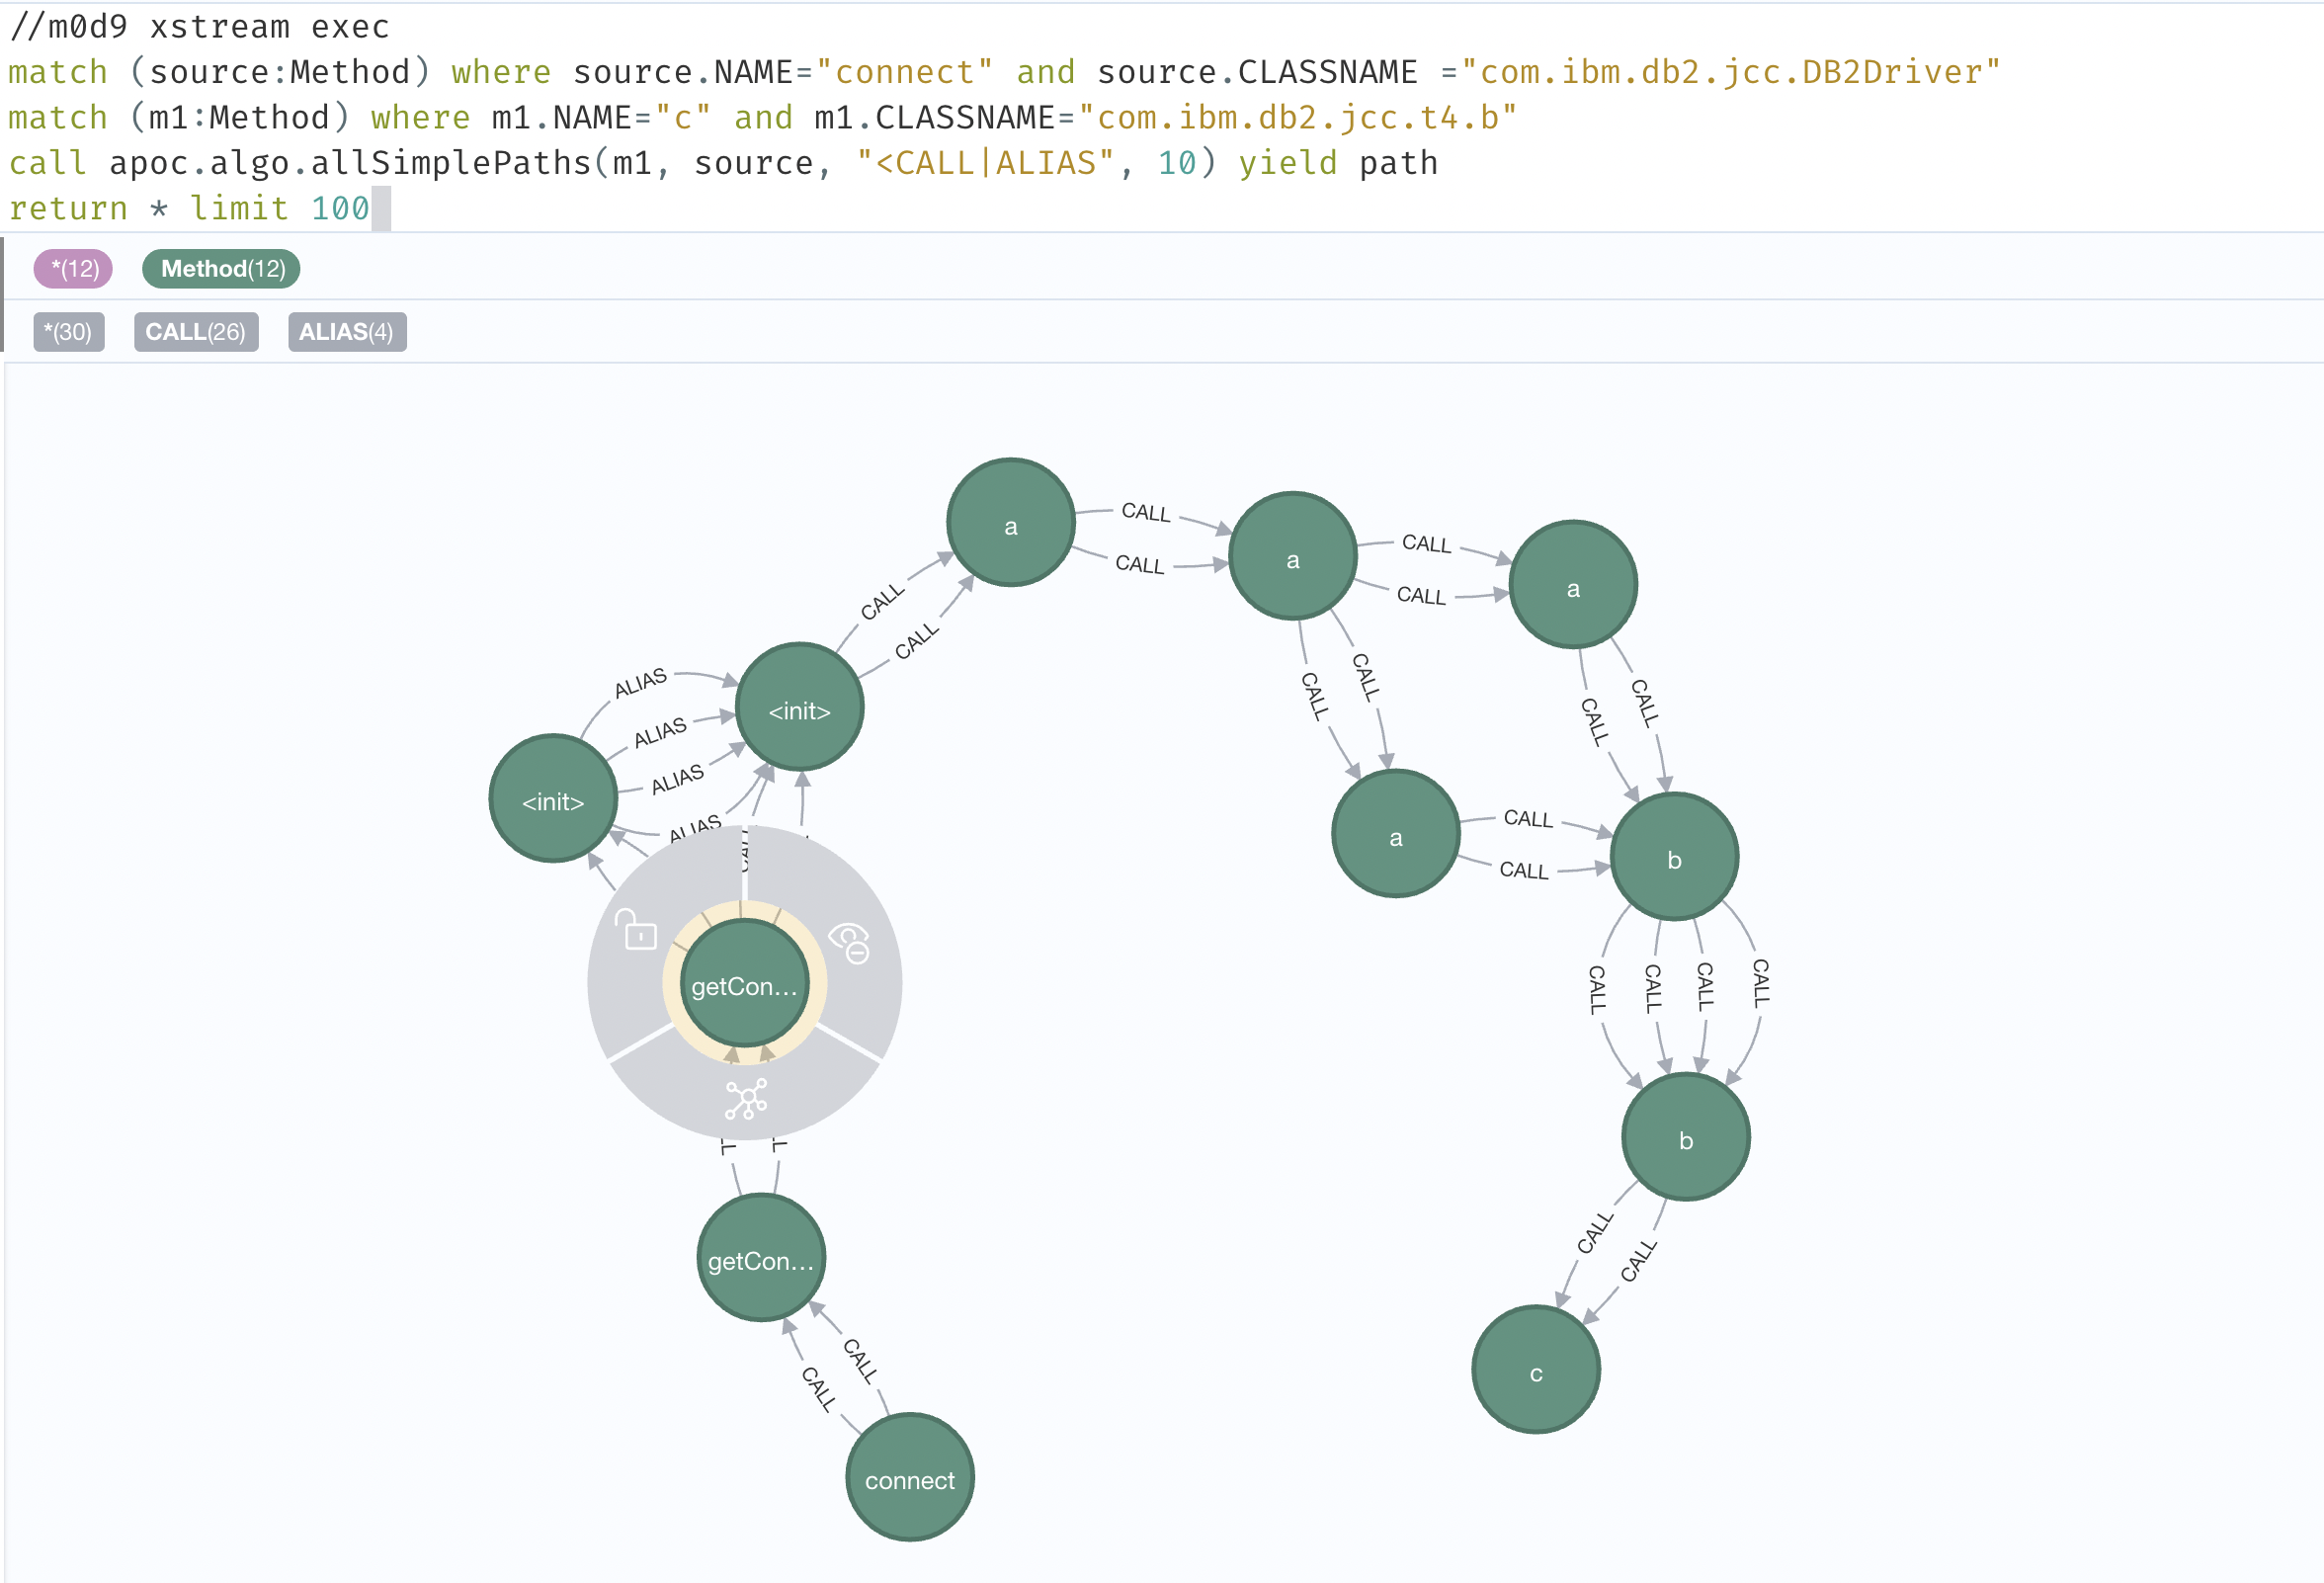 //m0d9 xstream exec
match (source:Method) where source.NAME="connect" and source.CLASSNAME ="com.ibm.db2.jcc.DB2Driver"
match (m1:Method) where m1.NAME="c" and m1.CLASSNAME="com.ibm.db2.jcc.t4.b"
call apoc.algo.allSimplePaths(m1, source, "<CALL|ALIAS", 10) yield path
return * limit 100
*(12) Method(12)
*(30) CALL(26) ALIAS(4)
a
CALL
CALL
a
CALL
CALL
a
CALL
CALL
<init>
ALIAS
ALIAS
ALIAS
ALIAS
<init>
CALL
CALL
CALL
CALL
a
CALL
CALL
b
getCon...
CALL
CALL
CALL
CALL
b
getCon...
CALL
CALL
c
CALL
CALL
connect